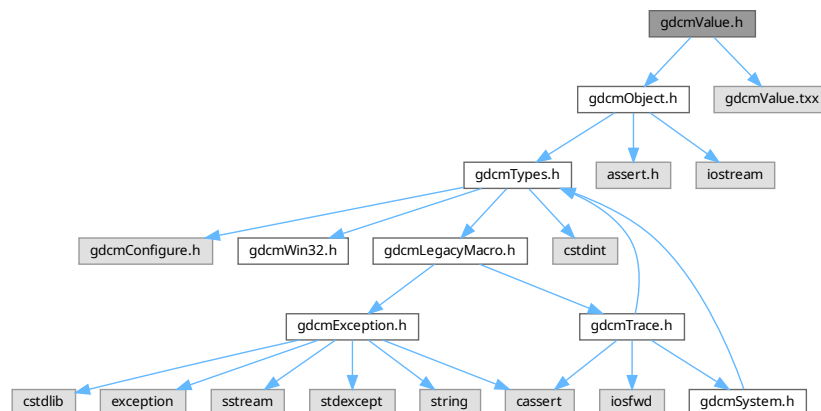 gdcmValue.h
gdcmObject.h
gdcmValue.txx
gdcmTypes.h
assert.h
iostream
gdcmConfigure.h
gdcmWin32.h
gdcmLegacyMacro.h
cstdint
gdcmException.h
gdcmTrace.h
cstdlib
exception
sstream
stdexcept
string
cassert
iosfwd
gdcmSystem.h